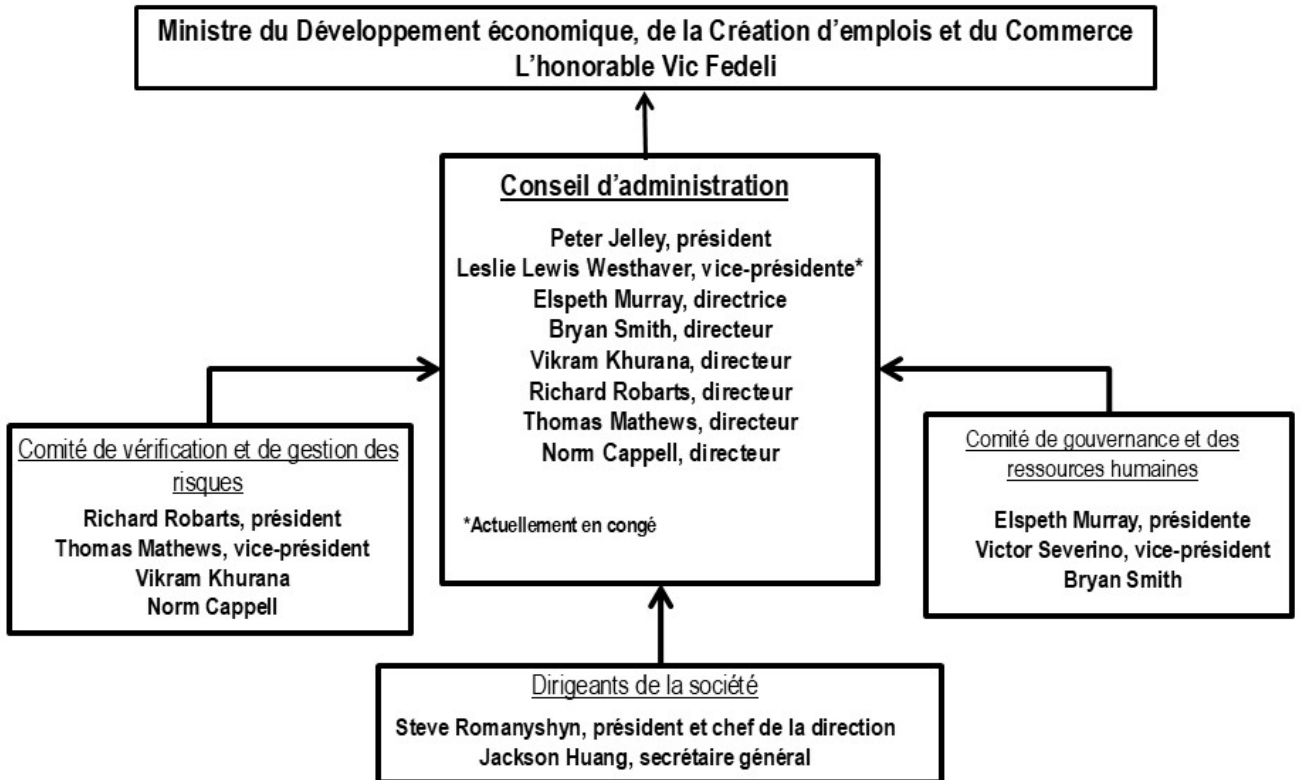 Ministre du Développement économique, de la Création d’emplois et du Commerce
L’honorable Vic Fedeli
Conseil d’administration
Peter Jelley, président
Leslie Lewis Westhaver, vice-présidente*
Elspeth Murray, directrice
Bryan Smith, directeur
Vikram Khurana, directeur
Richard Robarts, directeur
Thomas Mathews, directeur
Norm Cappell, directeur
*Actuellement en congé
Comité de vérification et de gestion des
risques
Richard Robarts, président
Thomas Mathews, vice-président
Vikram Khurana
Norm Cappell
Comité de gouvernance et des
ressources humaines
Elspeth Murray, présidente
Victor Severino, vice-président
Bryan Smith
Dirigeants de la société
Steve Romanyshyn, président et chef de la direction
Jackson Huang, secrétaire général